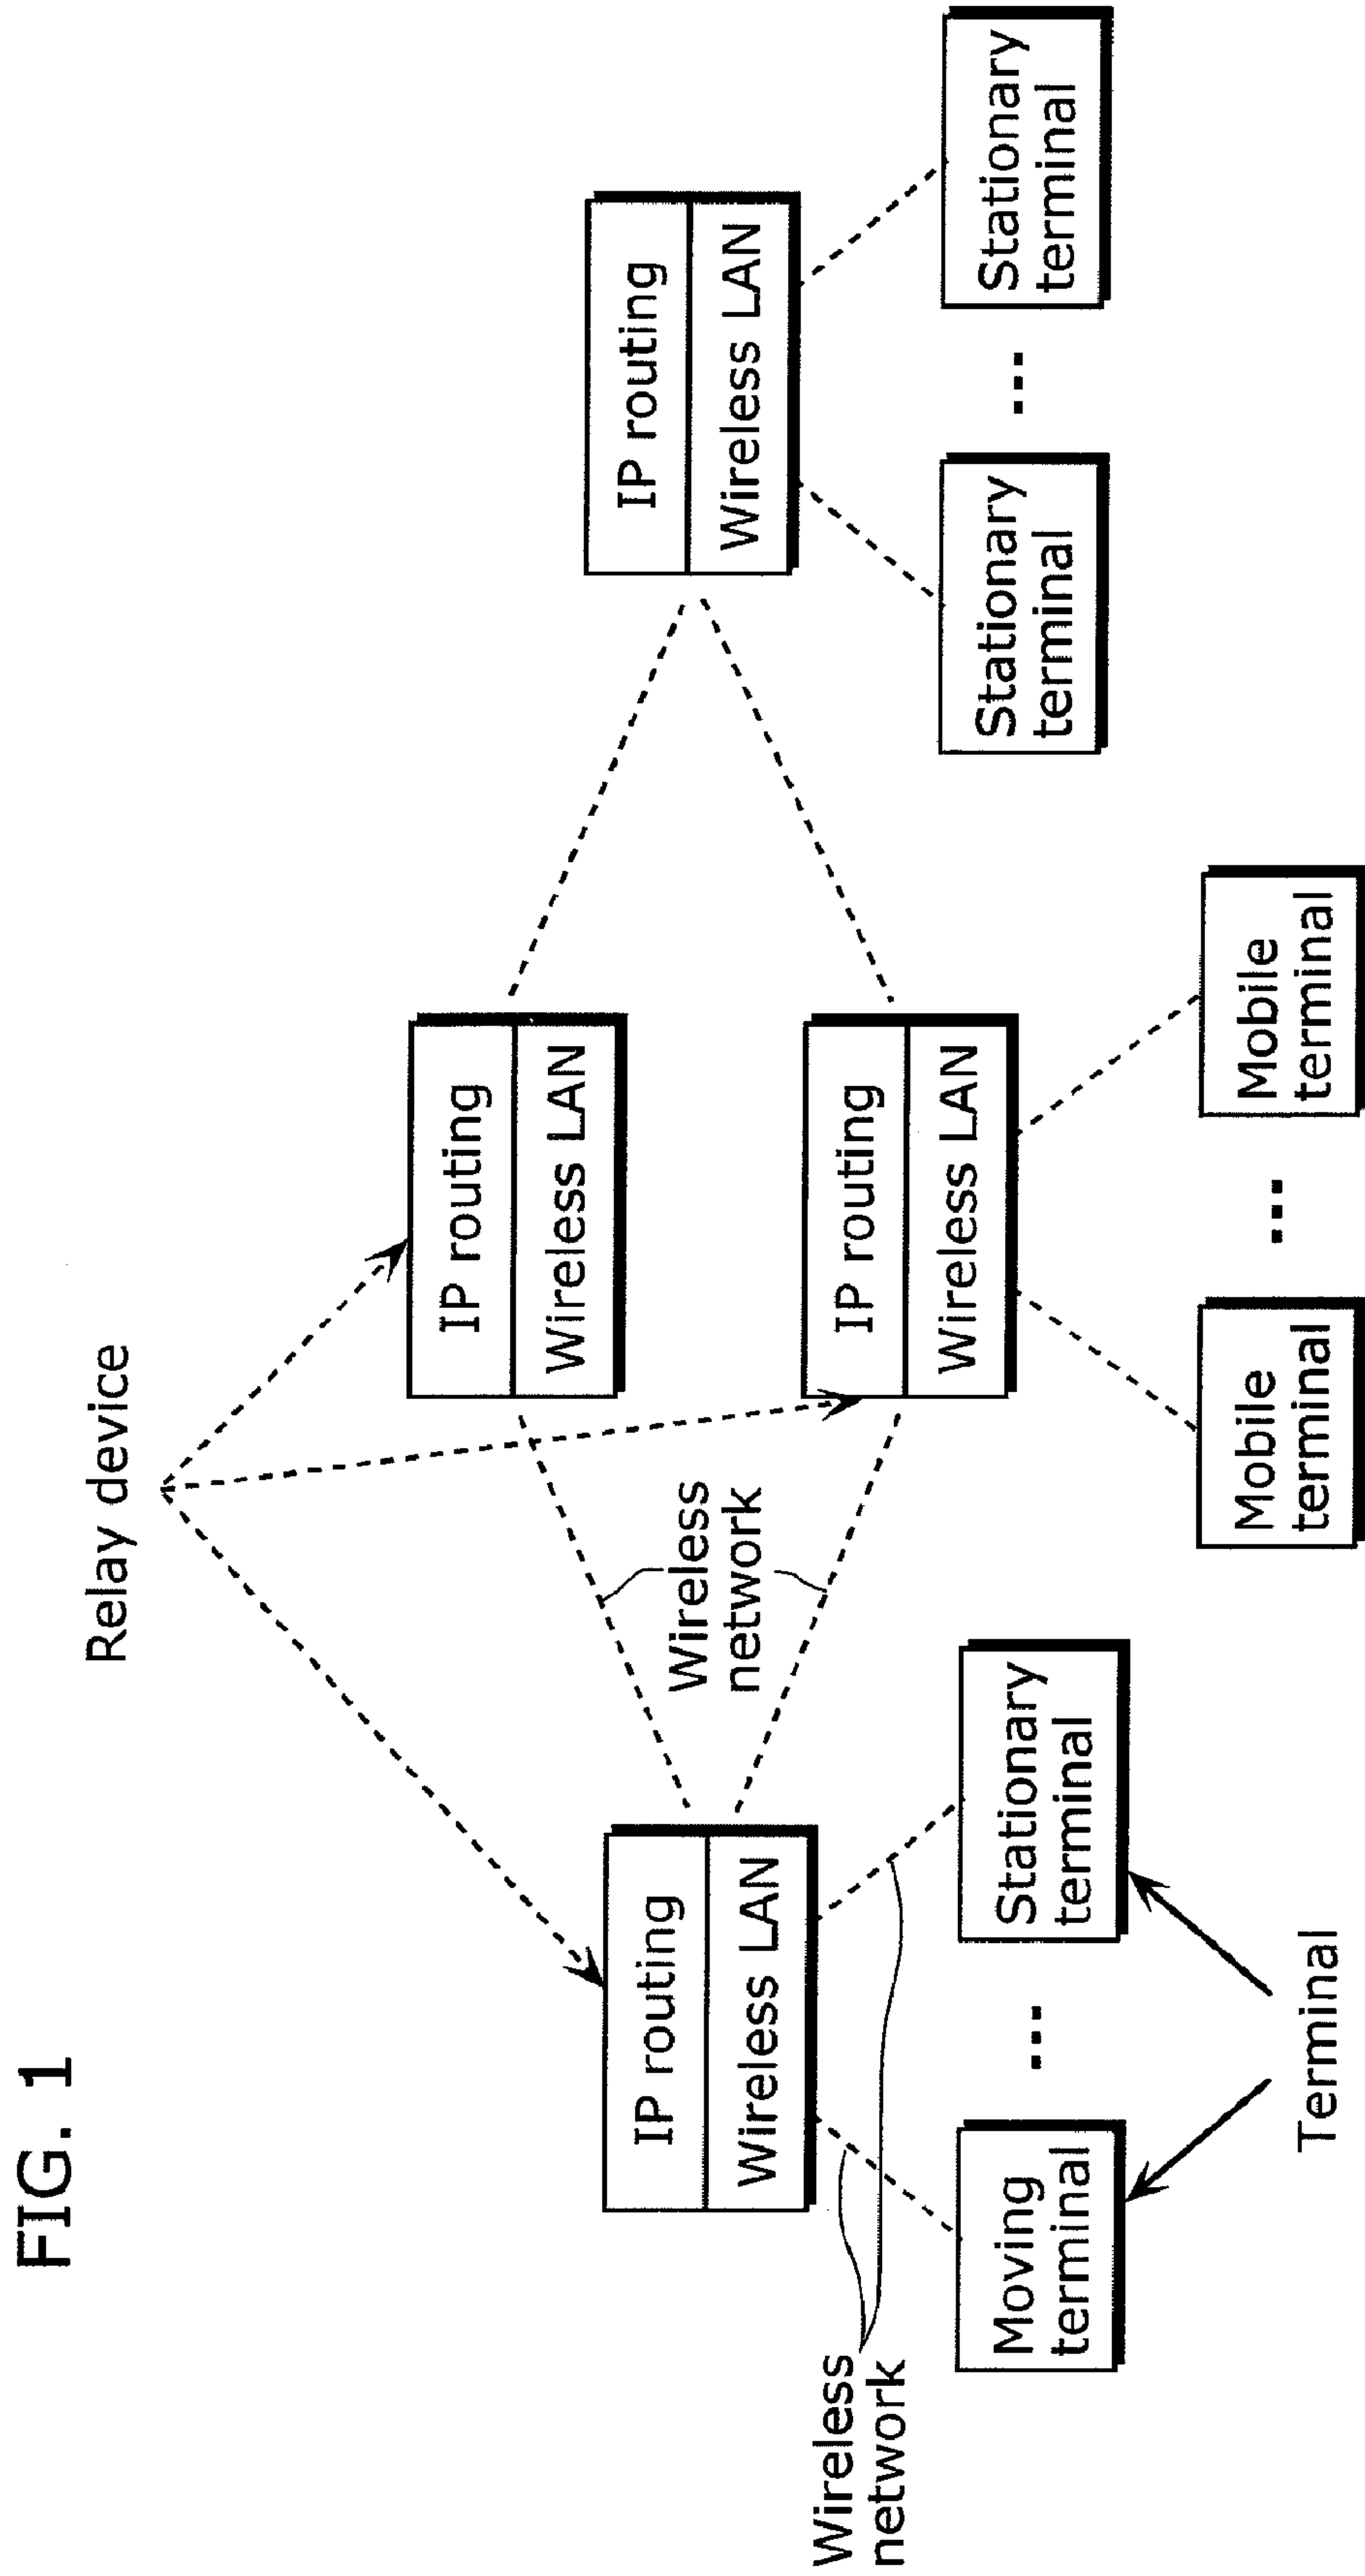 FIG. 1
Relay device
IP routing
Wireless LAN
IP routing
Wireless LAN
IP routing
Wireless LAN
IP routing
Wireless LAN
Wireless
network
Wireless
network
Moving
terminal
...
Stationary
terminal
Mobile
terminal
...
Mobile
terminal
Stationary
terminal
...
Stationary
terminal
Terminal